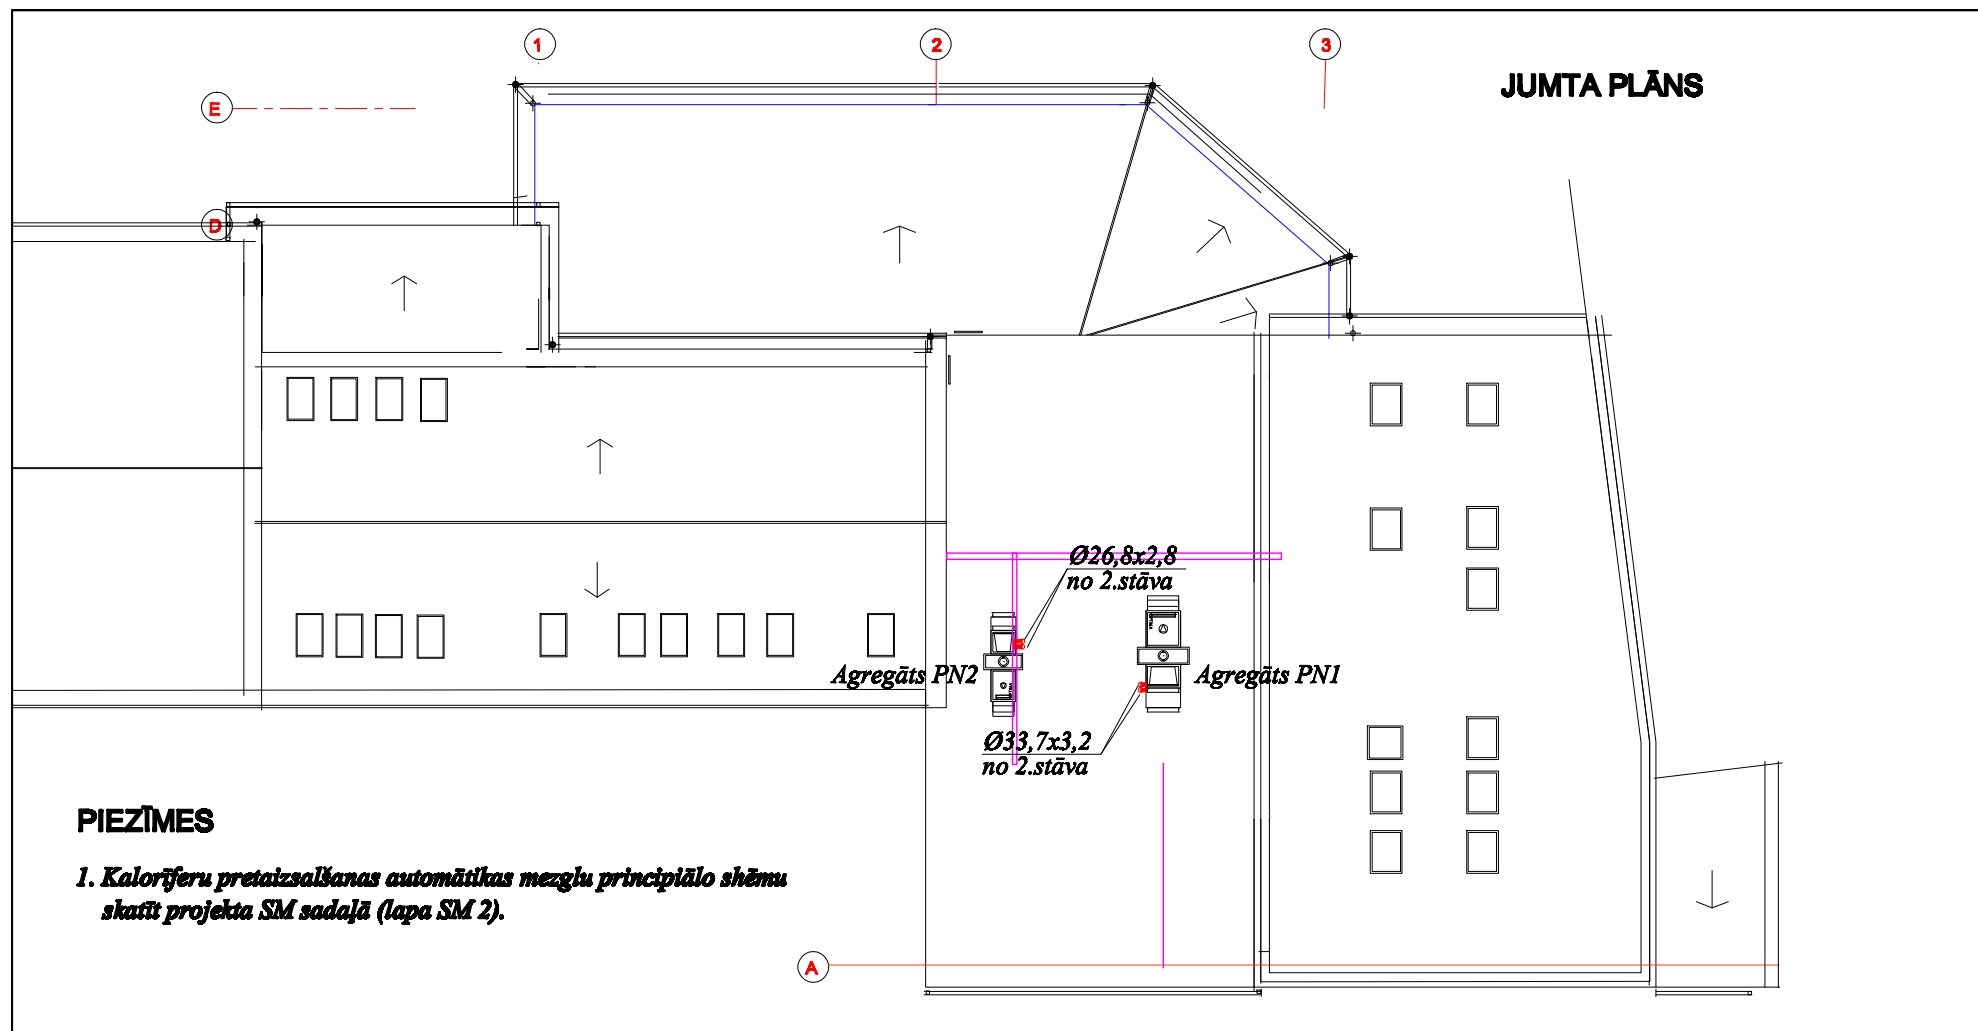 1
2
3
JUMTA PLĀNS
E
D
Ø26,8x2,8
no 2.stāva
Agregāts PN2
Agregāts PN1
Ø33,7x3,2
no 2.stāva
PIEZĪMES
1. Kalorīferu pretaizsalšanas automātikas mezglu principiālo shēmu
skatīt projekta SM sadaļā (lapa SM 2).
A